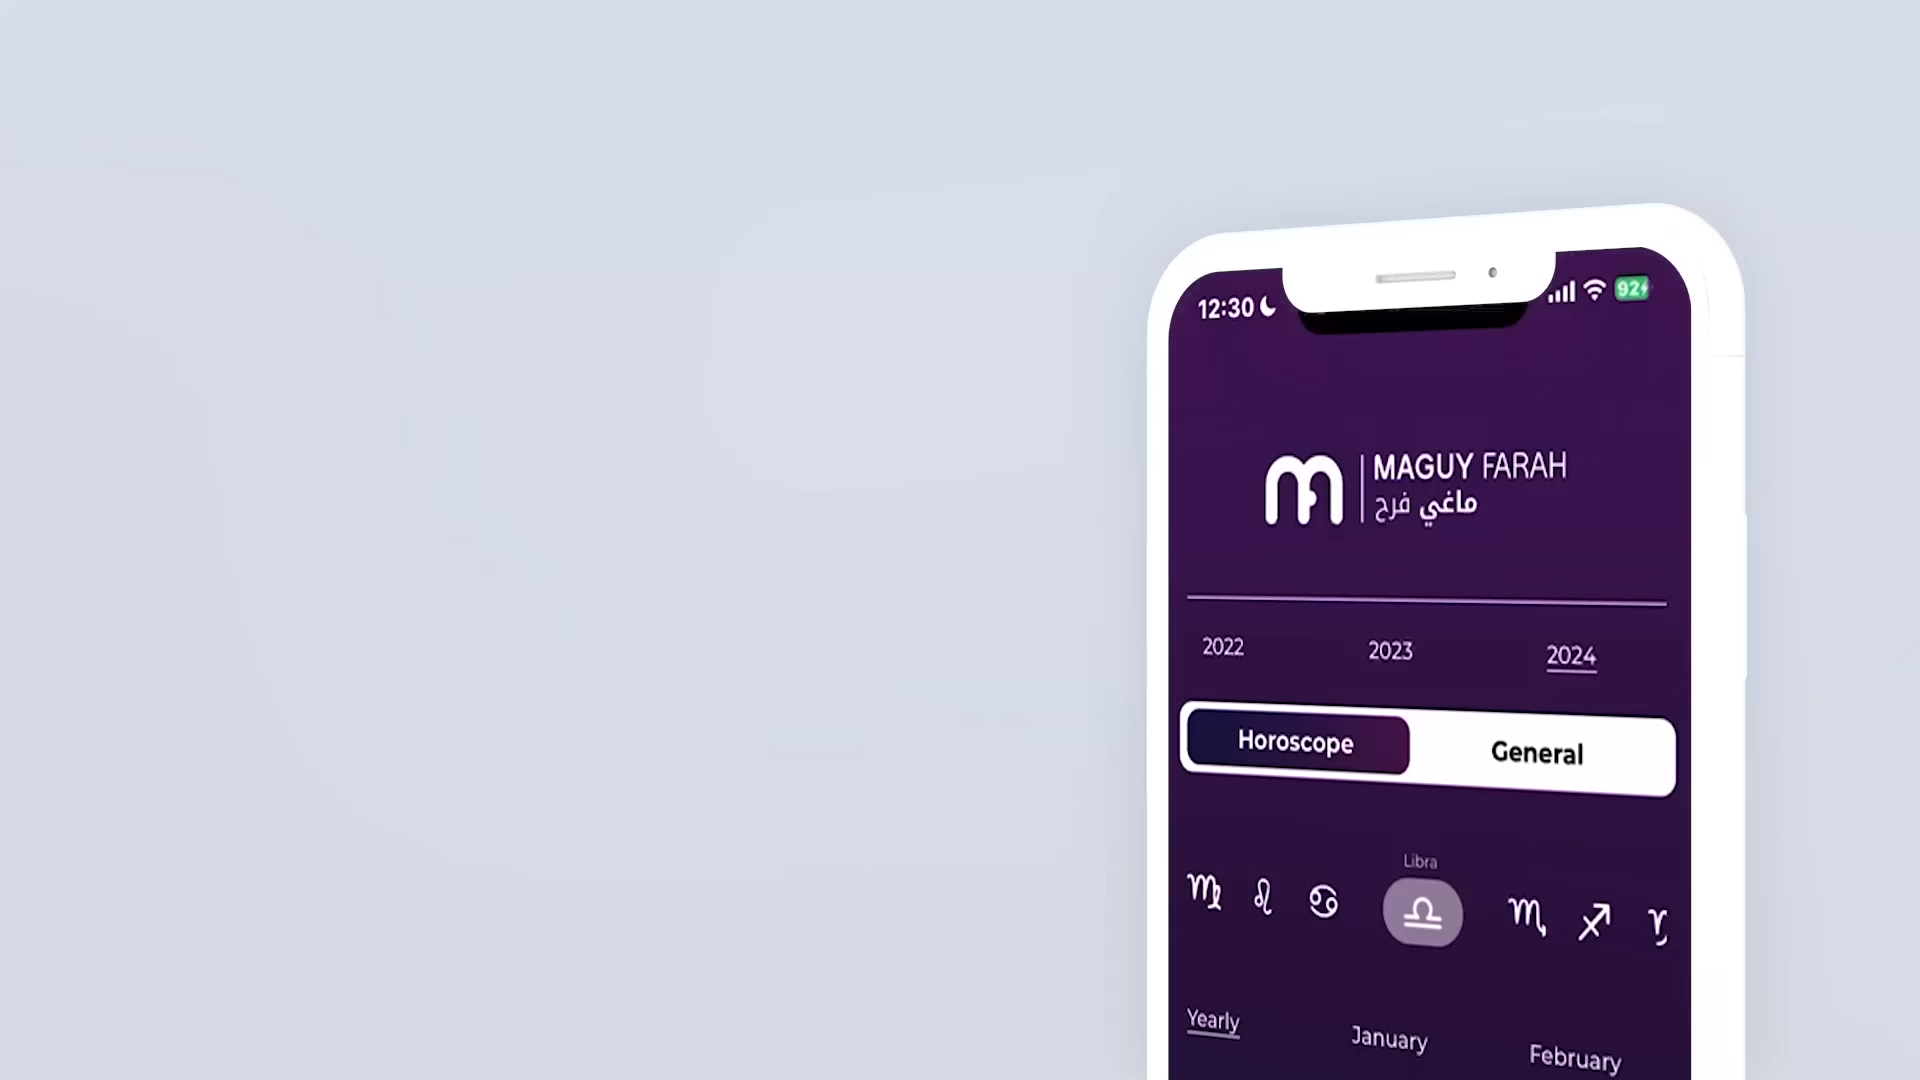 12:30
92
MAGUY FARAH
ماغي فرح
2022 2023 2024
Horoscope General
Libra
♍ ♌ ♋ ♎ ♏ ♐
Yearly January February